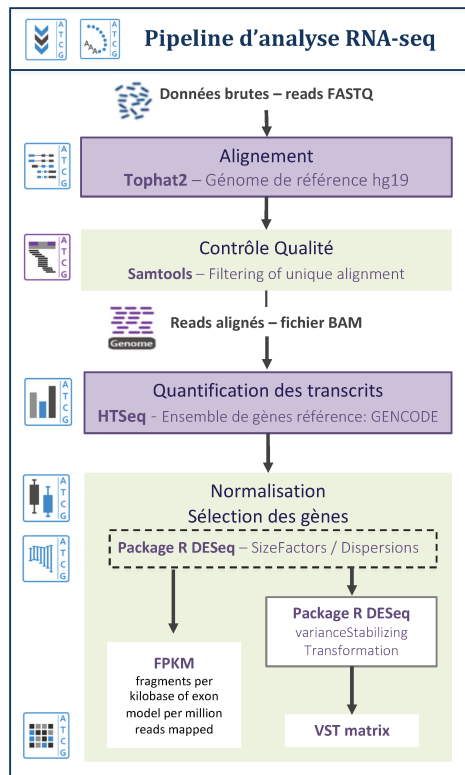 A
T
C
G
AAA
A
T
C
G
Pipeline d'analyse RNA-seq
Données brutes – reads FASTQ
A
T
C
G
Alignement
Tophat2 – Génome de référence hg19
A
T
C
G
Contrôle Qualité
Samtools – Filtering of unique alignment
Reads alignés – fichier BAM
Genome
A
T
C
G
Quantification des transcrits
HTSeq - Ensemble de gènes référence: GENCODE
A
T
C
G
Normalisation
Sélection des gènes
A
T
C
G
Package R DESeq – SizeFactors / Dispersions
Package R DESeq
varianceStabilizing
Transformation
FPKM
fragments per
kilobase of exon
model per million
reads mapped
VST matrix
A
T
C
G